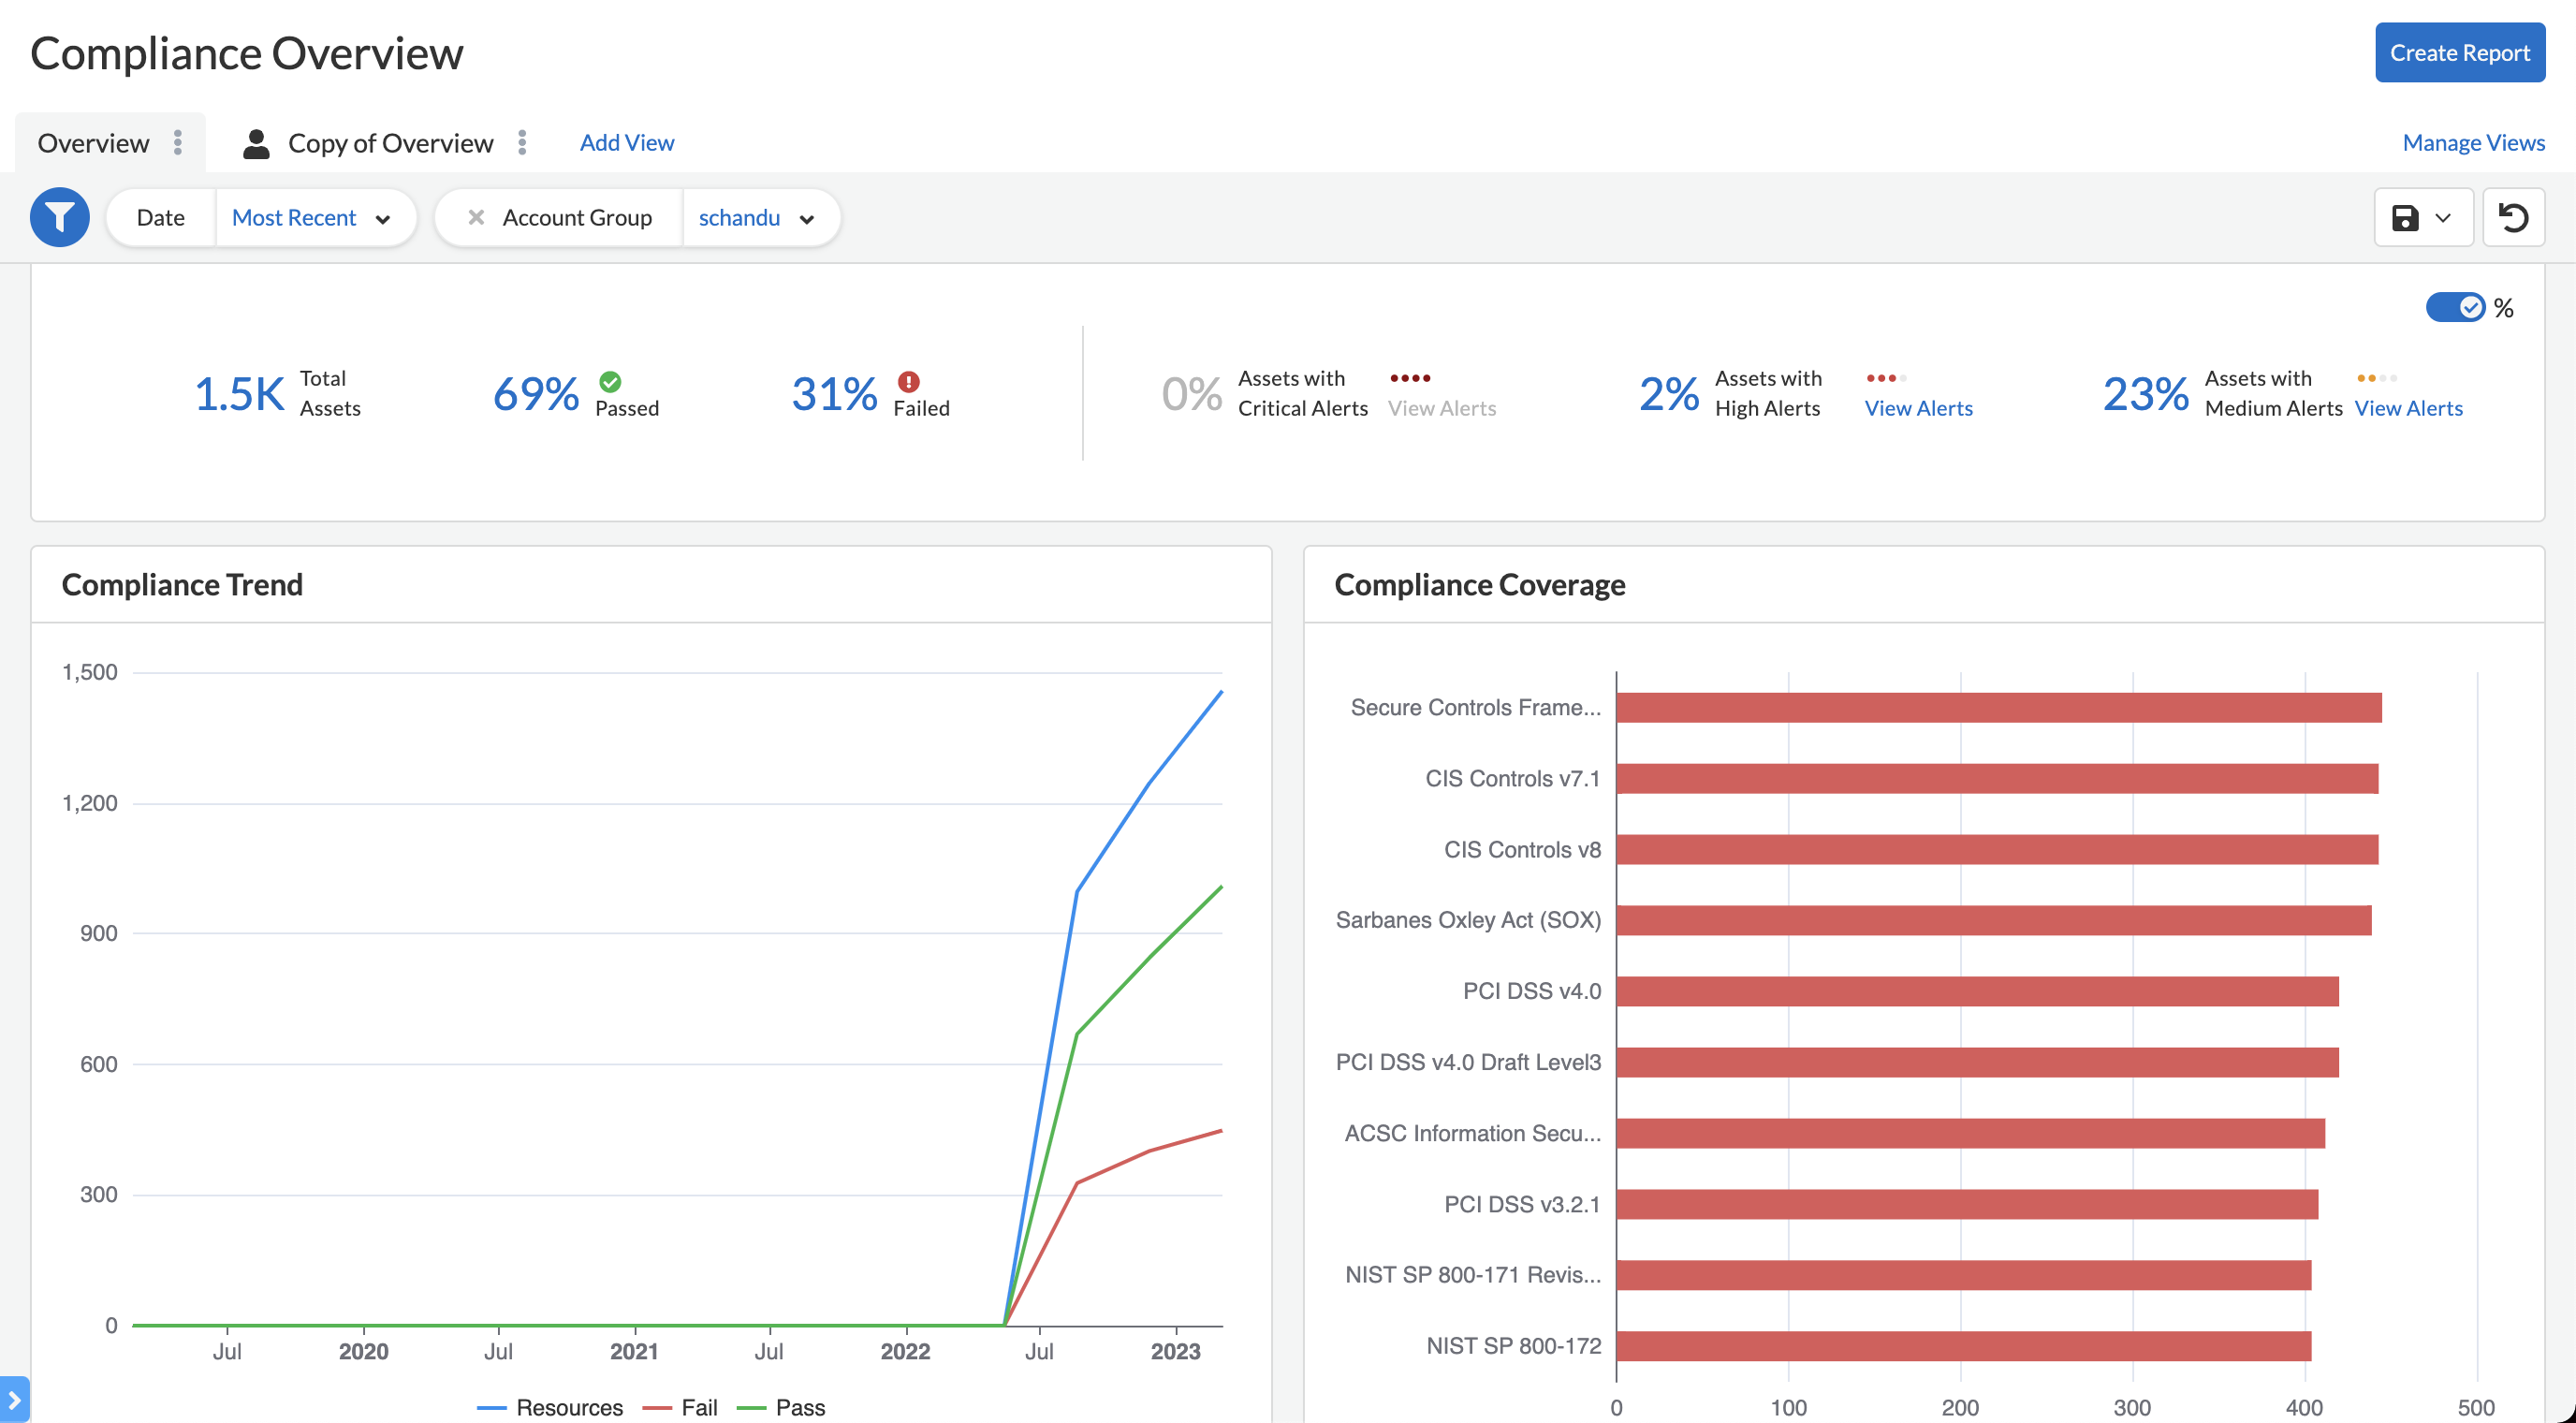 Compliance Overview
Create Report
Overview
Copy of Overview
Add View
Manage Views
Date
Most Recent
Account Group
schandu
%
1.5K
Total
Assets
69%
Passed
31%
Failed
0%
Assets with
Critical Alerts
View Alerts
2%
Assets with
High Alerts
View Alerts
23%
Assets with
Medium Alerts
View Alerts
Compliance Trend
1,500
1,200
900
600
300
0
Jul
2020
Jul
2021
Jul
2022
Jul
2023
Resources
Fail
Pass
Compliance Coverage
Secure Controls Frame...
CIS Controls v7.1
CIS Controls v8
Sarbanes Oxley Act (SOX)
PCI DSS v4.0
PCI DSS v4.0 Draft Level3
ACSC Information Secu...
PCI DSS v3.2.1
NIST SP 800-171 Revis...
NIST SP 800-172
0
100
200
300
400
500